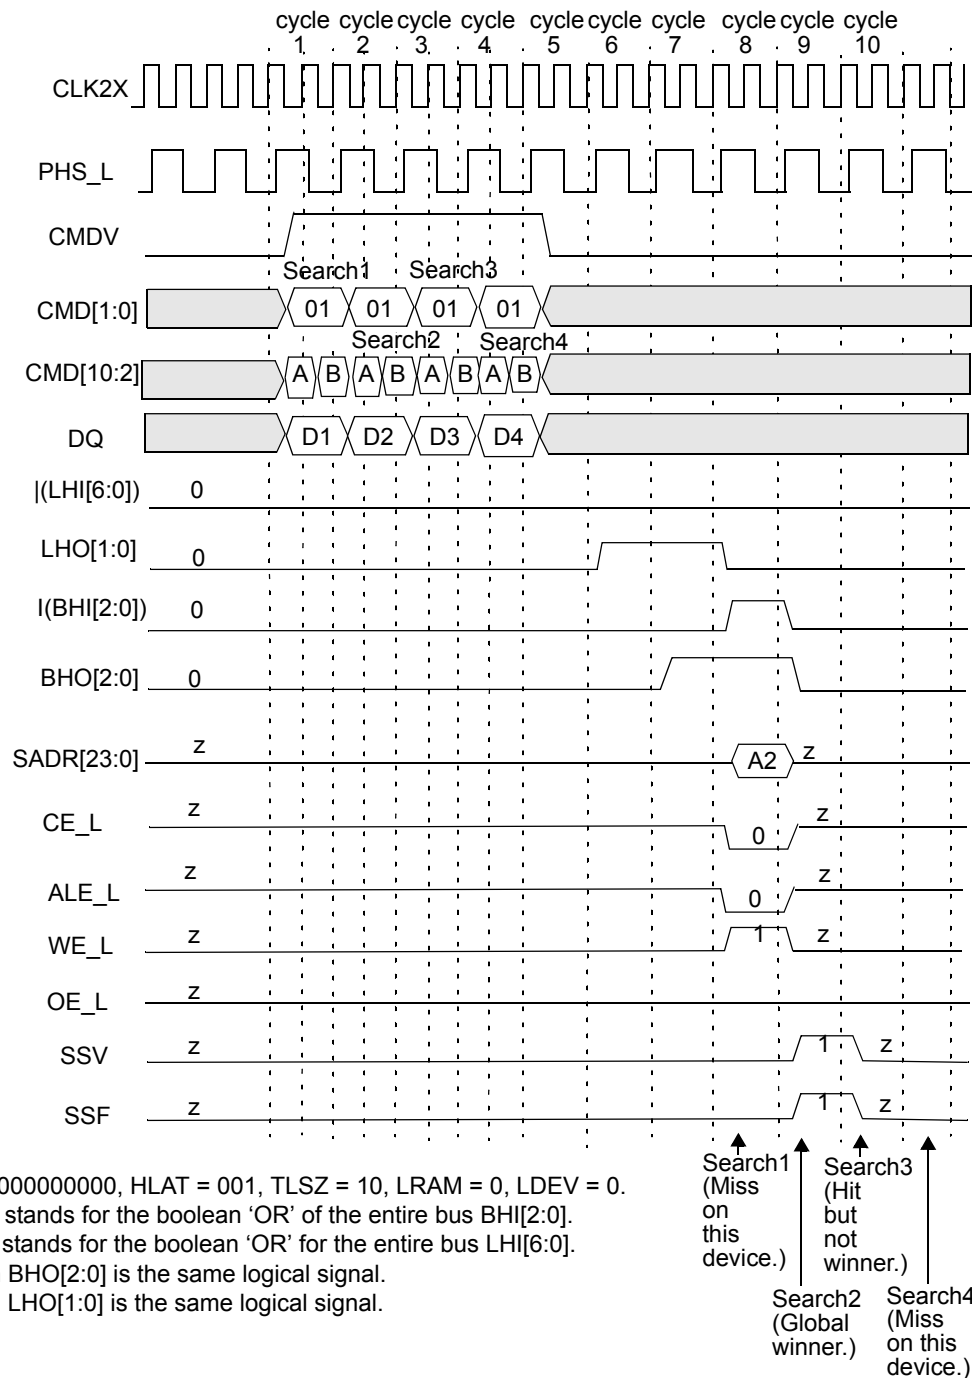 cycle cycle cycle cycle cycle cycle cycle cycle cycle cycle
1 2 3 4 5 6 7 8 9 10
CLK2X
PHS_L
CMDV
Search1 Search3
CMD[1:0] 01 01 01 01
Search2 Search4
CMD[10:2] A B A B A B A B
DQ D1 D2 D3 D4
|(LHI[6:0]) 0
LHO[1:0] 0
I(BHI[2:0]) 0
BHO[2:0] 0
SADR[23:0] z A2 z
CE_L z 0 z
ALE_L z 0 z
WE_L z 1 z
OE_L z
SSV z 1 z
SSF z 1 z
Search1
(Miss
on
this
device.)
Search3
(Hit
but
not
winner.)
Search2
(Global
winner.)
Search4
(Miss
on this
device.)
000000000, HLAT = 001, TLSZ = 10, LRAM = 0, LDEV = 0.
stands for the boolean ‘OR’ of the entire bus BHI[2:0].
stands for the boolean ‘OR’ for the entire bus LHI[6:0].
BHO[2:0] is the same logical signal.
LHO[1:0] is the same logical signal.